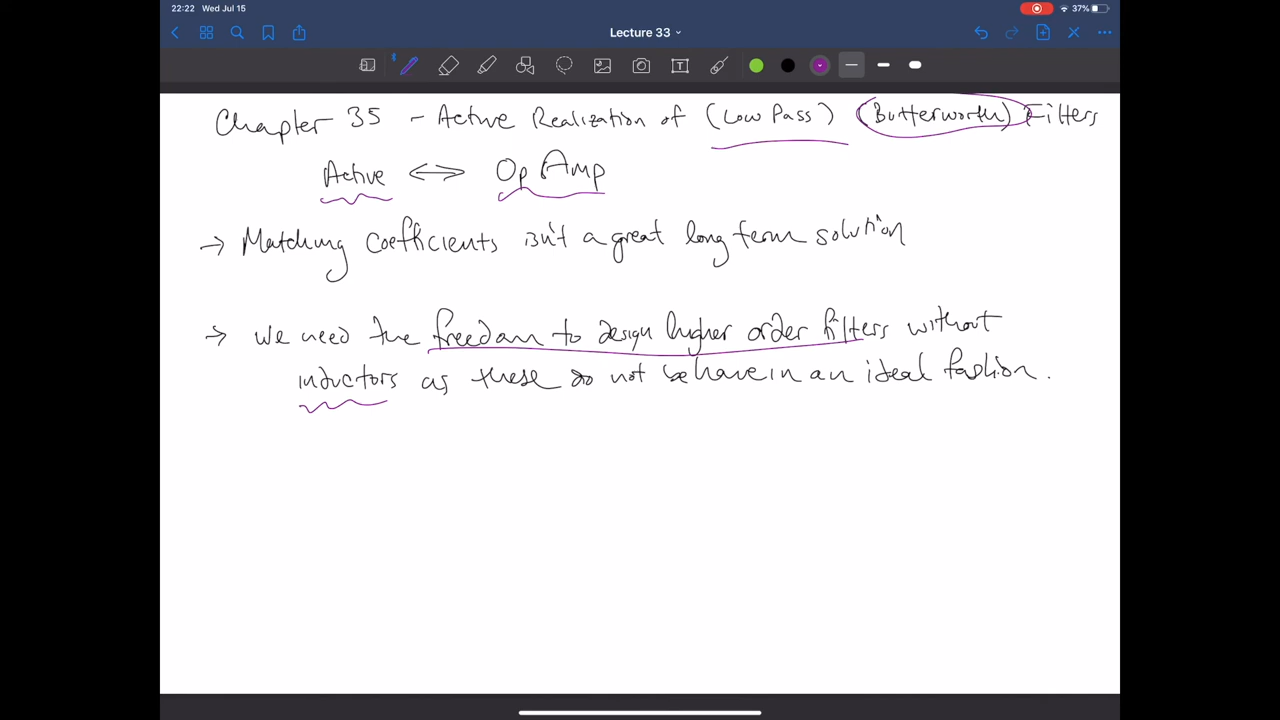 22:22 Wed Jul 15
37%
Lecture 33
Chapter 35 - Active Realization of (Low Pass) (Butterworth) Filters
Active ⟺ Op Amp
→ Matching coefficients isn't a great long term solution
→ We need the freedom to design higher order filters without
inductors as these do not behave in an ideal fashion.